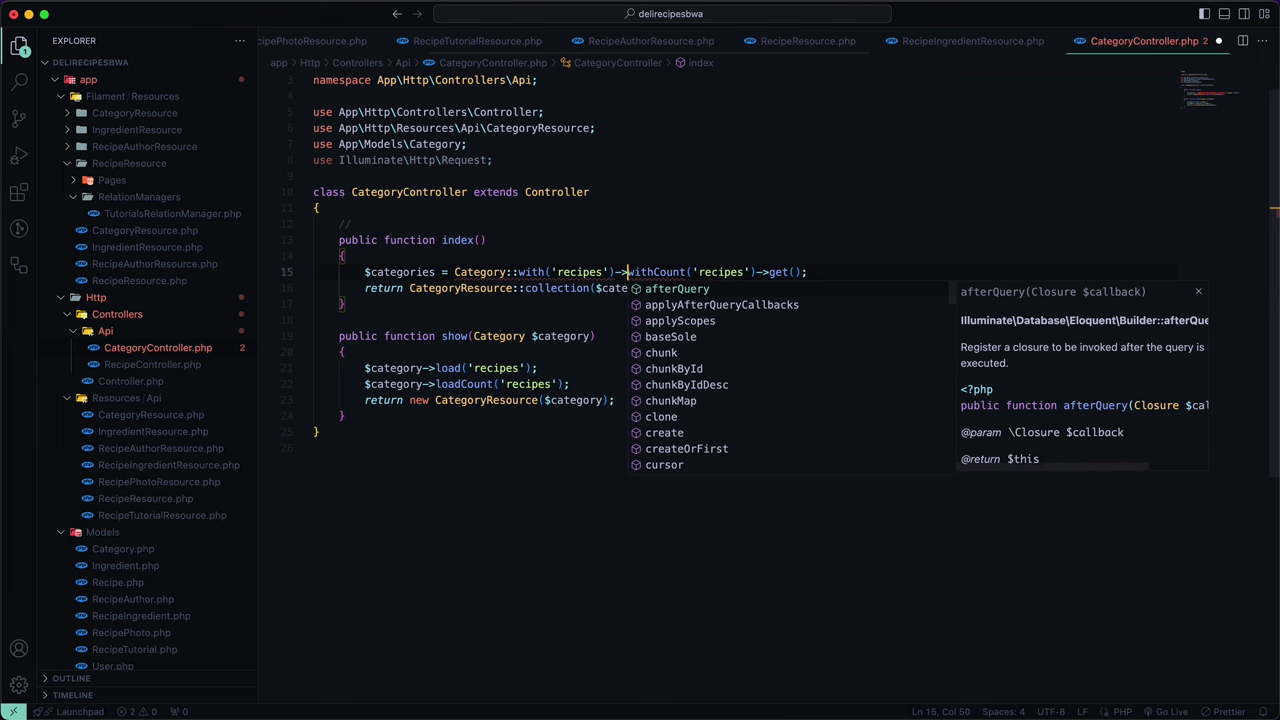 delirecipesbwa
EXPLORER
DELIRECIPESBWA
app
Filament / Resources
CategoryResource
IngredientResource
RecipeAuthorResource
RecipeResource
Pages
RelationManagers
TutorialsRelationManager.php
CategoryResource.php
IngredientResource.php
RecipeAuthorResource.php
RecipeResource.php
Http
Controllers
Api
CategoryController.php 2
RecipeController.php
Controller.php
Resources / Api
CategoryResource.php
IngredientResource.php
RecipeAuthorResource.php
RecipeIngredientResource.php
RecipePhotoResource.php
RecipeResource.php
RecipeTutorialResource.php
Models
Category.php
Ingredient.php
Recipe.php
RecipeAuthor.php
RecipeIngredient.php
RecipePhoto.php
RecipeTutorial.php
User.php
OUTLINE
TIMELINE
ecipePhotoResource.php RecipeTutorialResource.php RecipeAuthorResource.php RecipeResource.php RecipeIngredientResource.php CategoryController.php 2
app > Http > Controllers > Api > CategoryController.php > CategoryController > index
3 namespace App\Http\Controllers\Api;
4
5 use App\Http\Controllers\Controller;
6 use App\Http\Resources\Api\CategoryResource;
7 use App\Models\Category;
8 use Illuminate\Http\Request;
9
10 class CategoryController extends Controller
11 {
12 //
13 public function index()
14 {
15 $categories = Category::with('recipes')->withCount('recipes')->get();
16 return CategoryResource::collection($cate
17 }
18
19 public function show(Category $category)
20 {
21 $category->load('recipes');
22 $category->loadCount('recipes');
23 return new CategoryResource($category);
24 }
25 }
26
afterQuery
applyAfterQueryCallbacks
applyScopes
baseSole
chunk
chunkById
chunkByIdDesc
chunkMap
clone
create
createOrFirst
cursor
afterQuery(Closure $callback)
Illuminate\Database\Eloquent\Builder::afterQue
Register a closure to be invoked after the query is
executed.
<?php
public function afterQuery(Closure $cal
@param \Closure $callback
@return $this
Launchpad 2 0 0 Ln 15, Col 50 Spaces: 4 UTF-8 LF PHP Go Live Prettier